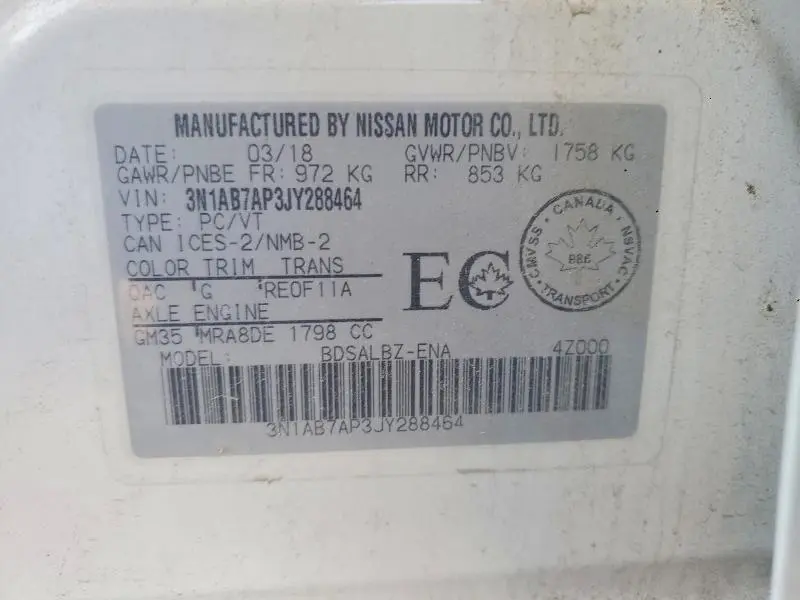 MANUFACTURED BY NISSAN MOTOR CO., LTD.
DATE: 03/18 GVWR/PNBV: 1758 KG
GAWR/PNBE FR: 972 KG RR: 853 KG
VIN: 3N1AB7AP3JY288464
TYPE: PC/VT
CAN ICES-2/NMB-2
COLOR TRIM TRANS
QAC G RE0F11A
AXLE ENGINE
GM35 MRA8DE 1798 CC
MODEL: BDSALBZ-ENA 4Z000
3N1AB7AP3JY288464
EC
CANADA
CMVSS NSVAC
TRANSPORT